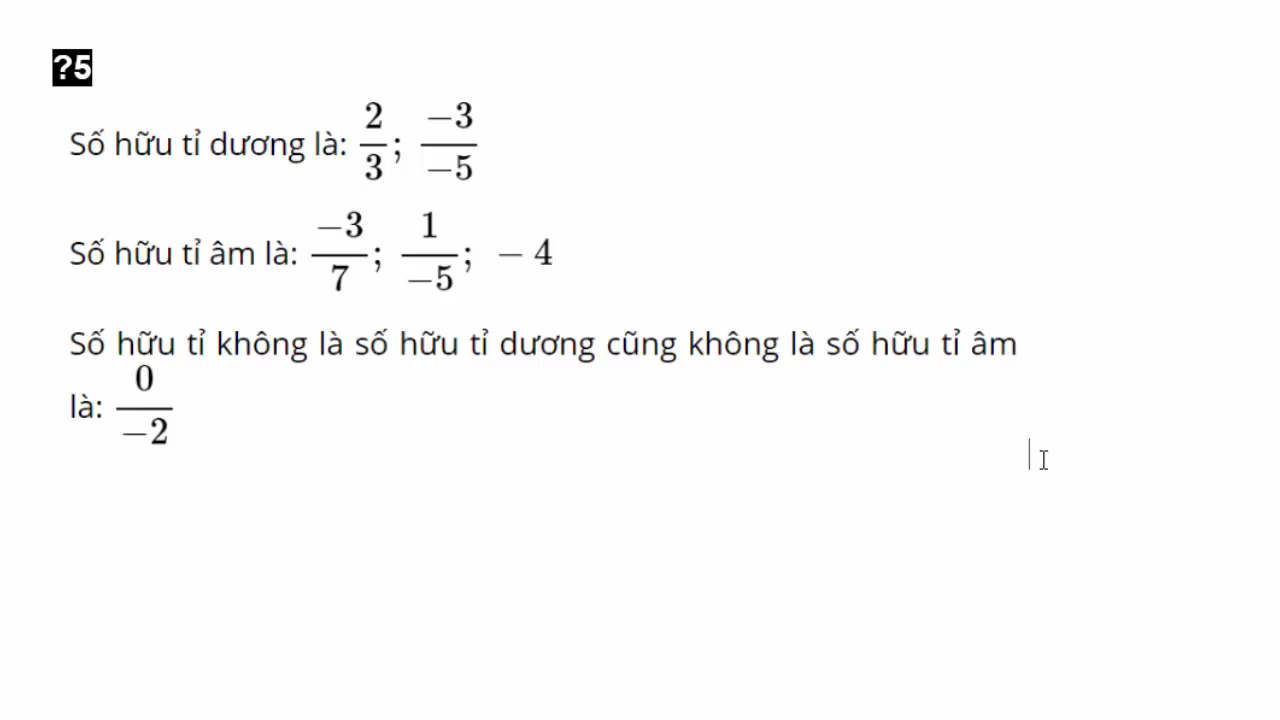 ?5
Số hữu tỉ dương là: 2/3; −3/−5
Số hữu tỉ âm là: −3/7; 1/−5; −4
Số hữu tỉ không là số hữu tỉ dương cũng không là số hữu tỉ âm
là: 0/−2